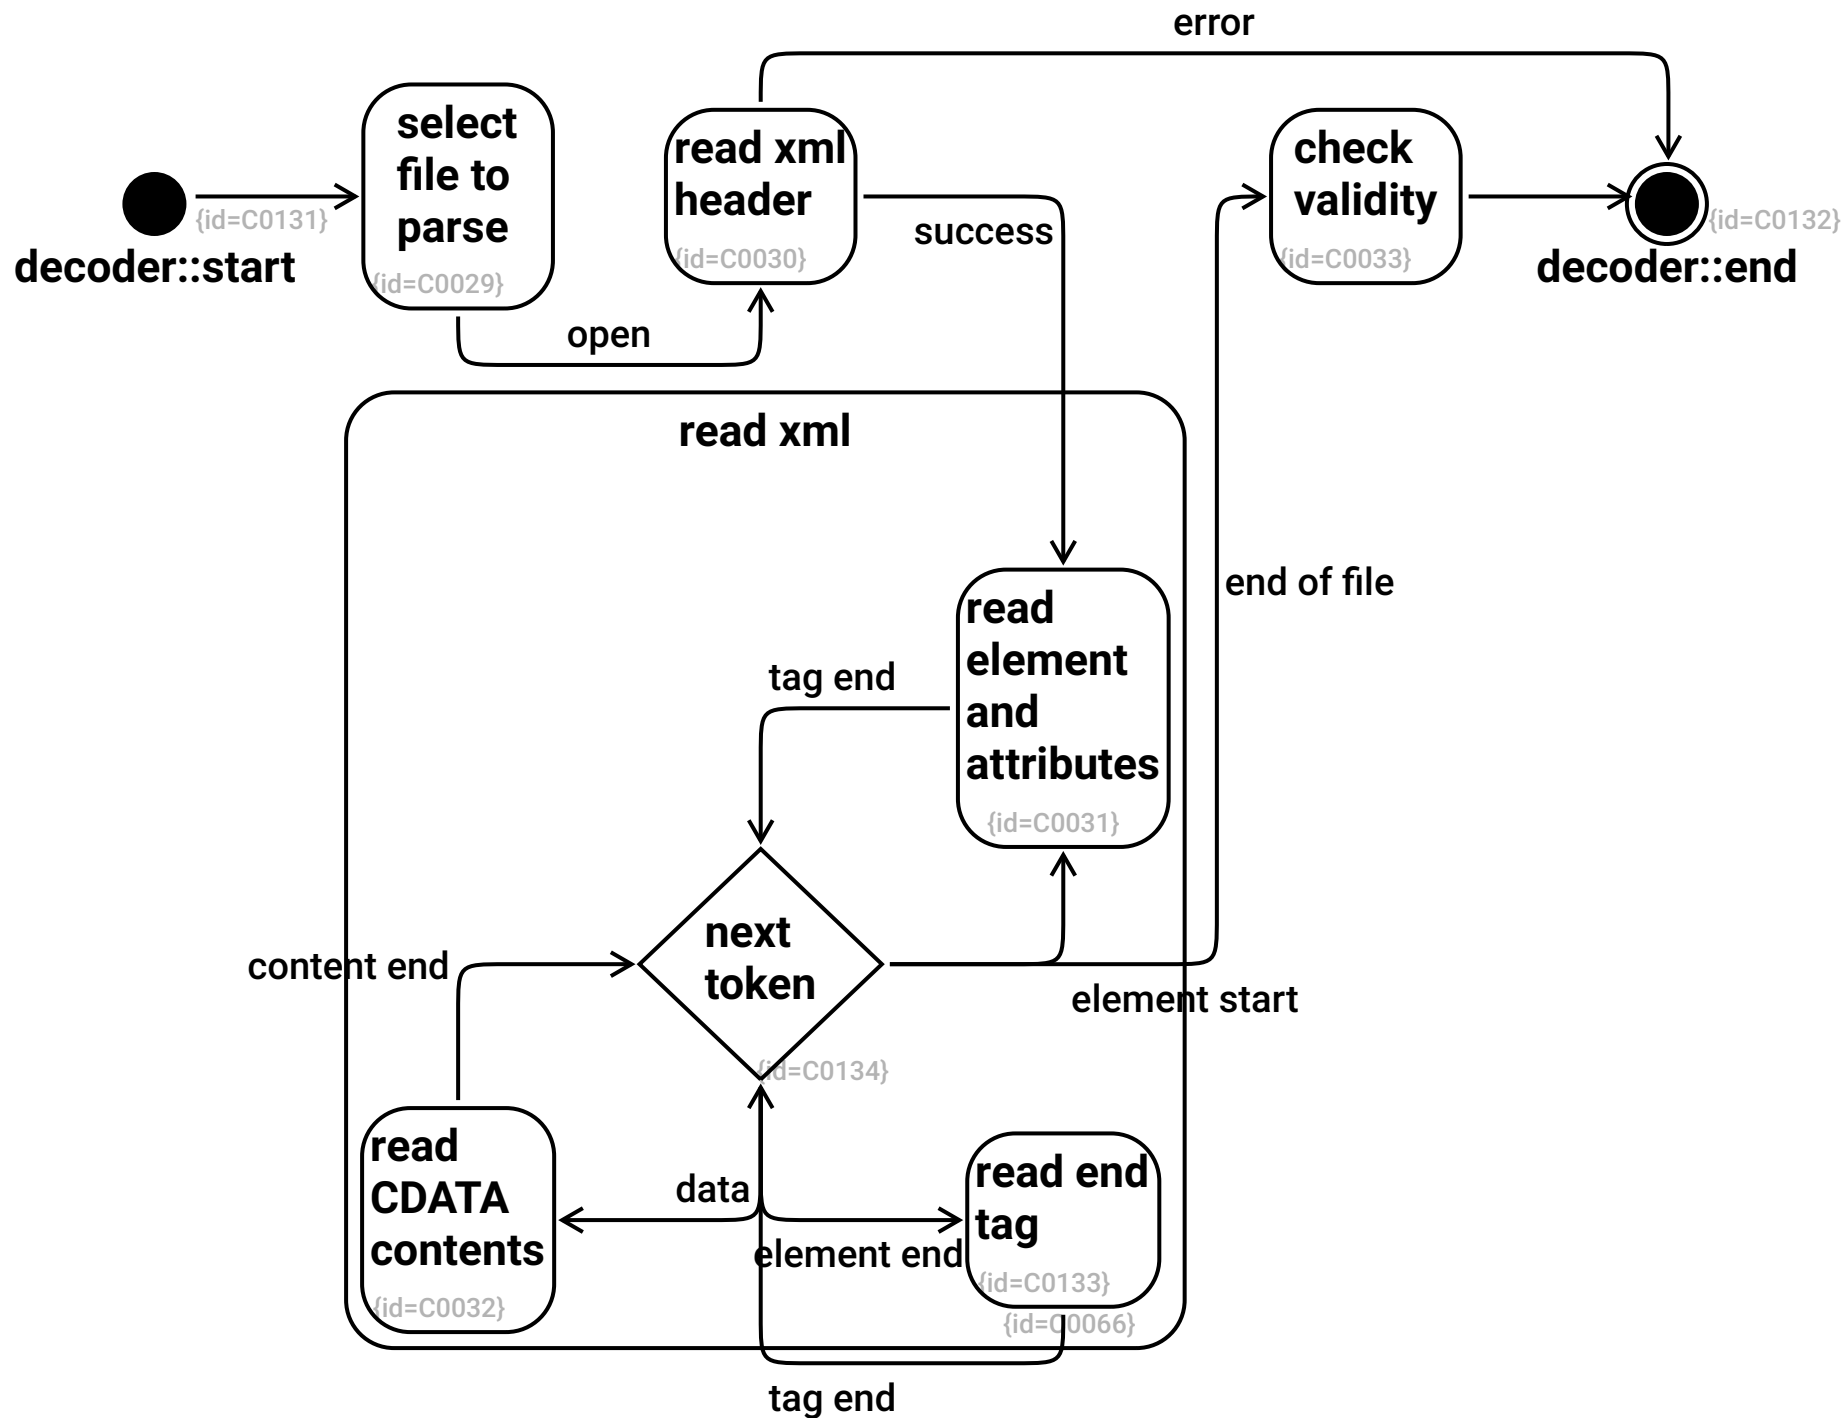 error
select
file to
parse
{id=C0029}
read xml
header
{id=C0030}
check
validity
{id=C0033}
{id=C0131}
decoder::start
success
{id=C0132}
decoder::end
open
read xml
end of file
read
element
and
attributes
{id=C0031}
tag end
next
token
{id=C0134}
content end
element start
read
CDATA
contents
{id=C0032}
data
element end
read end
tag
{id=C0133}
{id=C0066}
tag end